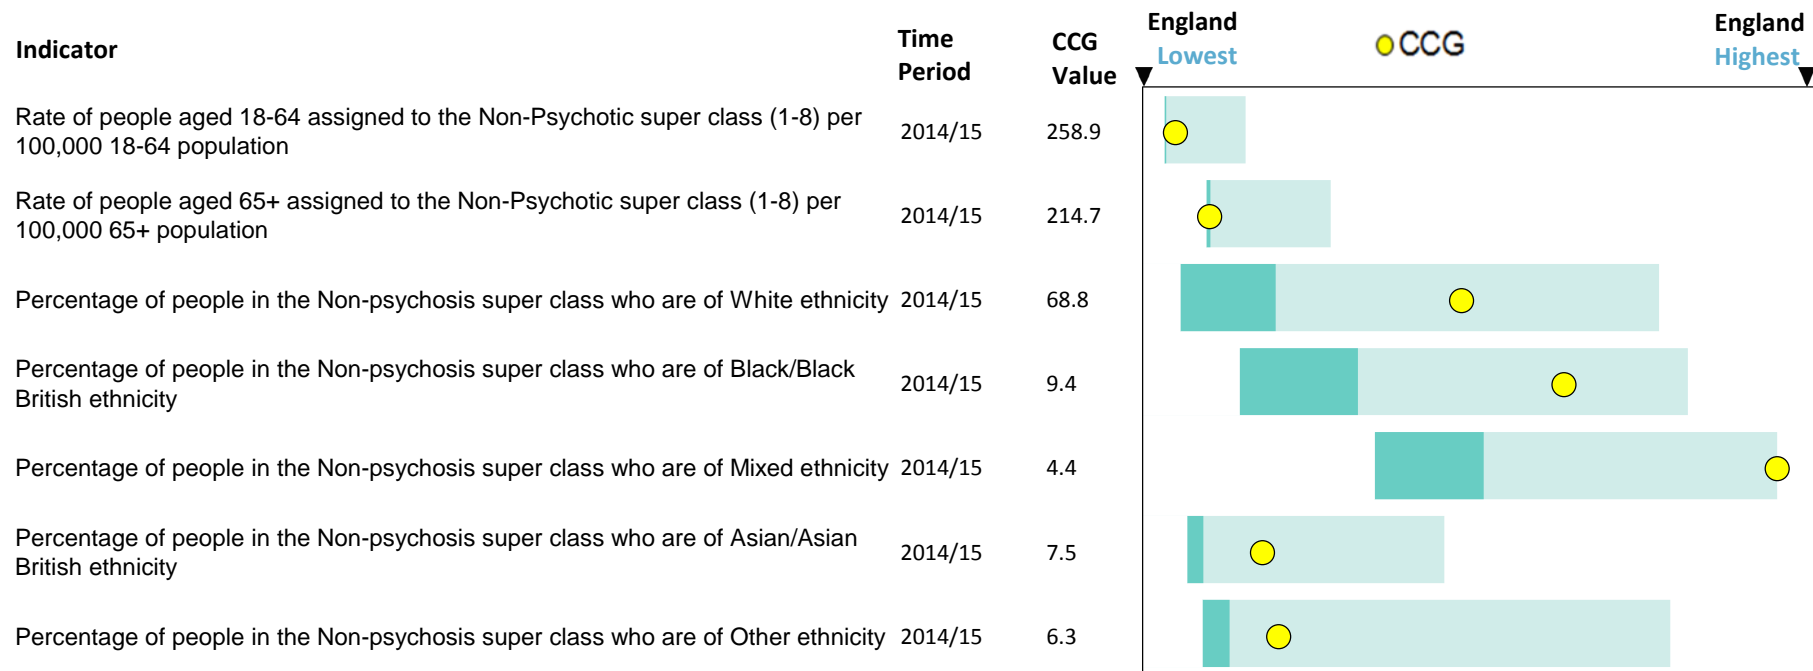 Indicator
Time
Period
CCG
Value
England
Lowest
CCG
England
Highest
Rate of people aged 18-64 assigned to the Non-Psychotic super class (1-8) per
100,000 18-64 population
2014/15
258.9
Rate of people aged 65+ assigned to the Non-Psychotic super class (1-8) per
100,000 65+ population
2014/15
214.7
Percentage of people in the Non-psychosis super class who are of White ethnicity
2014/15
68.8
Percentage of people in the Non-psychosis super class who are of Black/Black
British ethnicity
2014/15
9.4
Percentage of people in the Non-psychosis super class who are of Mixed ethnicity
2014/15
4.4
Percentage of people in the Non-psychosis super class who are of Asian/Asian
British ethnicity
2014/15
7.5
Percentage of people in the Non-psychosis super class who are of Other ethnicity
2014/15
6.3